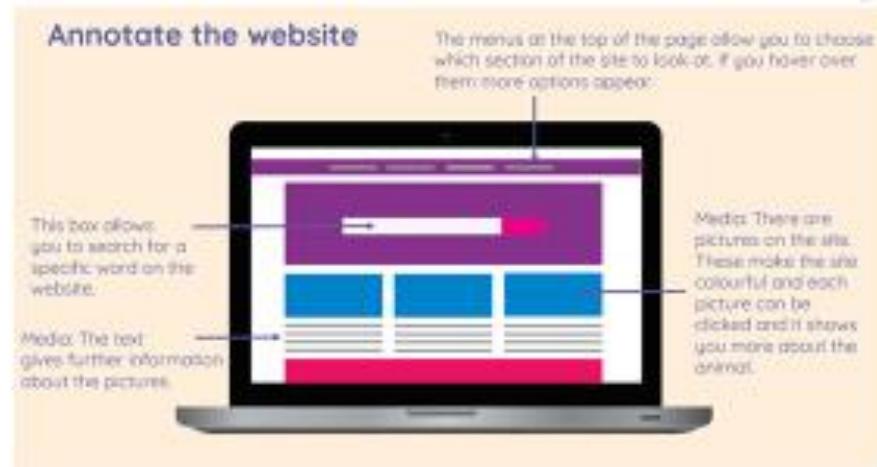 Annotate the website
The menus at the top of the page allow you to choose
which section of the site to look at. If you hover over
them more options appear.
This box allows
you to search for a
specific word on the
website.
Media: The text
gives further information
about the pictures.
Media: There are
pictures on the site.
These make the site
colourful and each
picture can be
clicked and it shows
you more about the
animal.